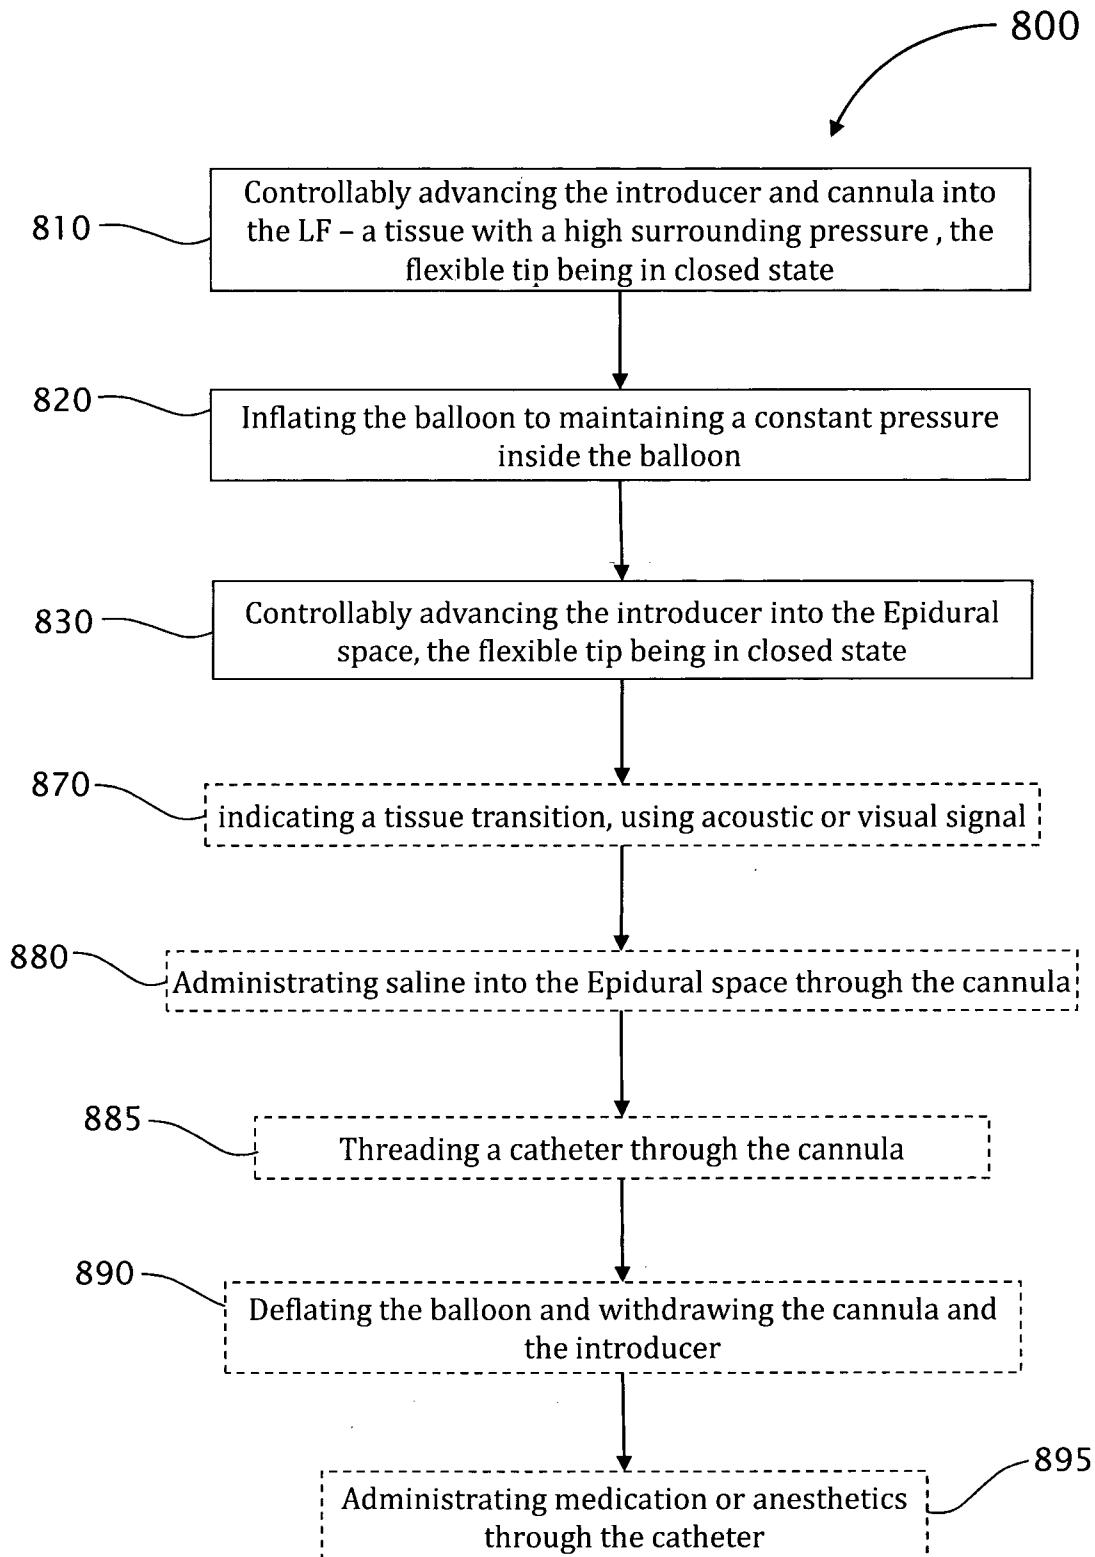 800
810
Controllably advancing the introducer and cannula into
the LF – a tissue with a high surrounding pressure , the
flexible tip being in closed state
820
Inflating the balloon to maintaining a constant pressure
inside the balloon
830
Controllably advancing the introducer into the Epidural
space, the flexible tip being in closed state
870
indicating a tissue transition, using acoustic or visual signal
880
Administrating saline into the Epidural space through the cannula
885
Threading a catheter through the cannula
890
Deflating the balloon and withdrawing the cannula and
the introducer
895
Administrating medication or anesthetics
through the catheter